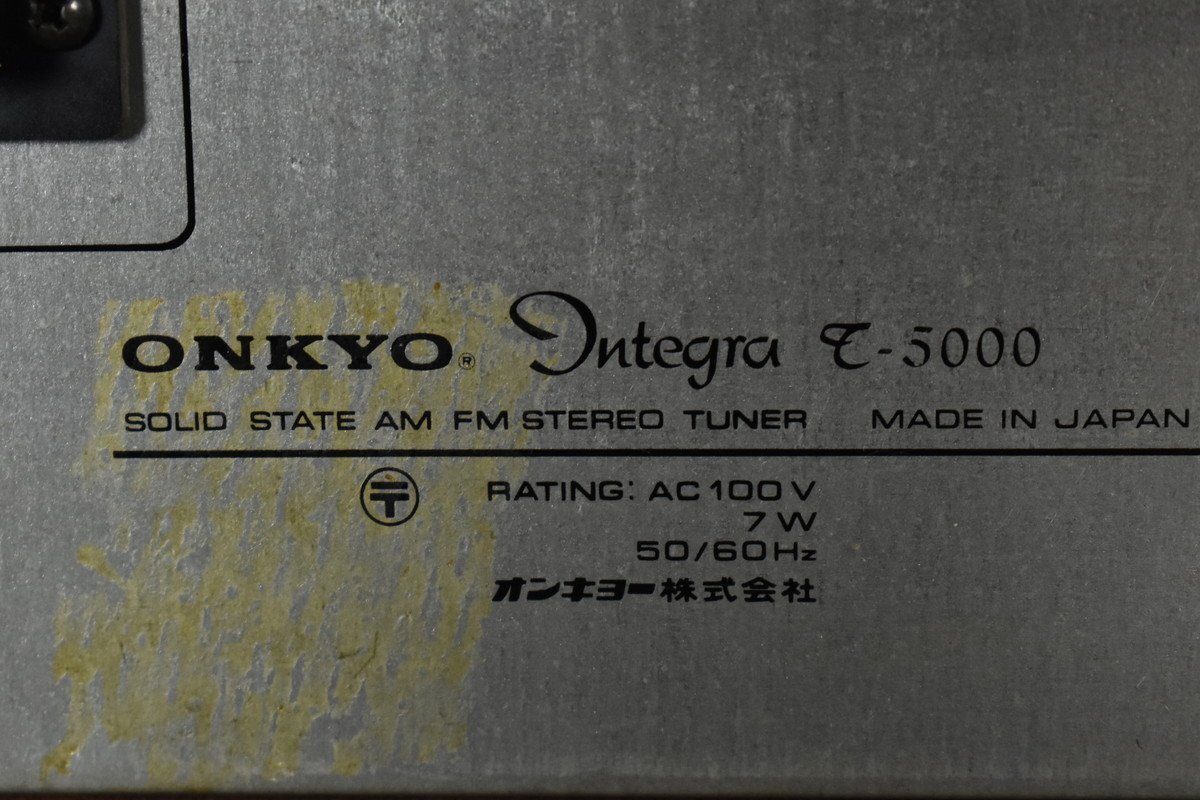 ONKYO® Integra T-5000
SOLID STATE AM FM STEREO TUNER MADE IN JAPAN
〒 RATING: AC 100 V
7 W
50/60Hz
オンキヨー株式会社